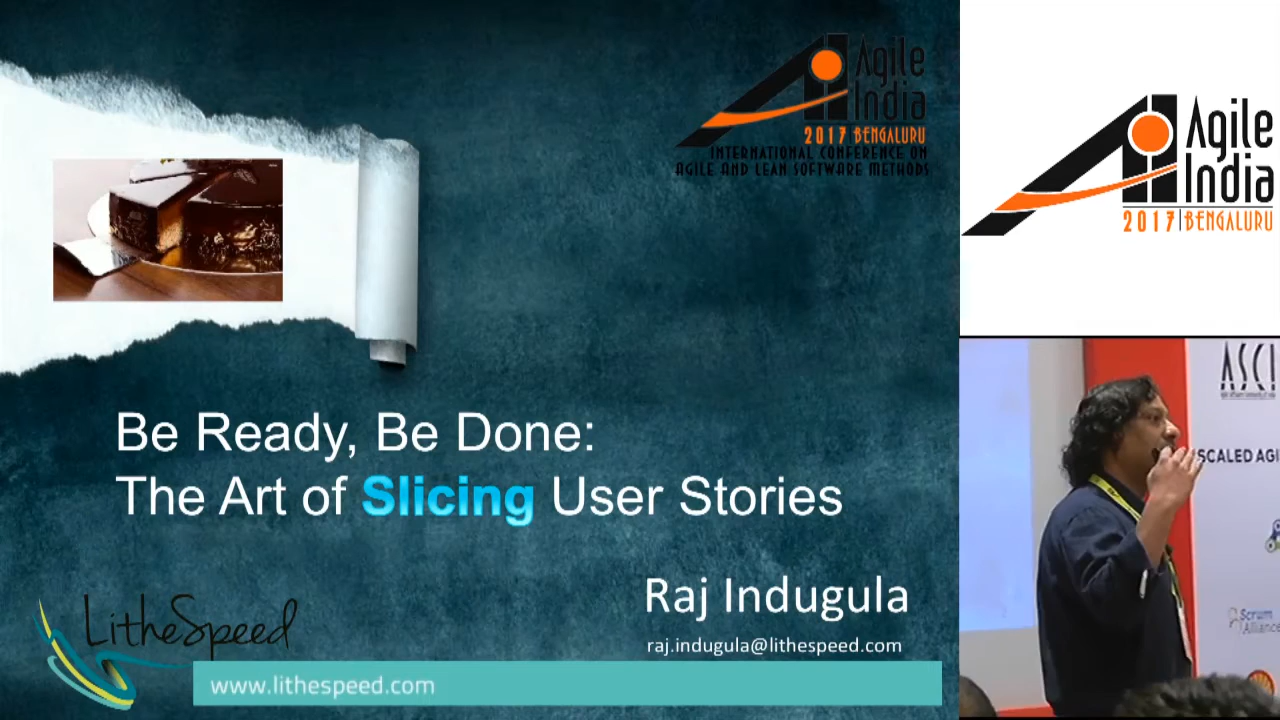 Agile
India
2017 BENGALURU
INTERNATIONAL CONFERENCE ON
AGILE AND LEAN SOFTWARE METHODS
Be Ready, Be Done:
The Art of Slicing User Stories
Raj Indugula
raj.indugula@lithespeed.com
LitheSpeed
www.lithespeed.com
Agile
India
2017 BENGALURU
ASCI
SCALED AGI
Scrum
Alliance